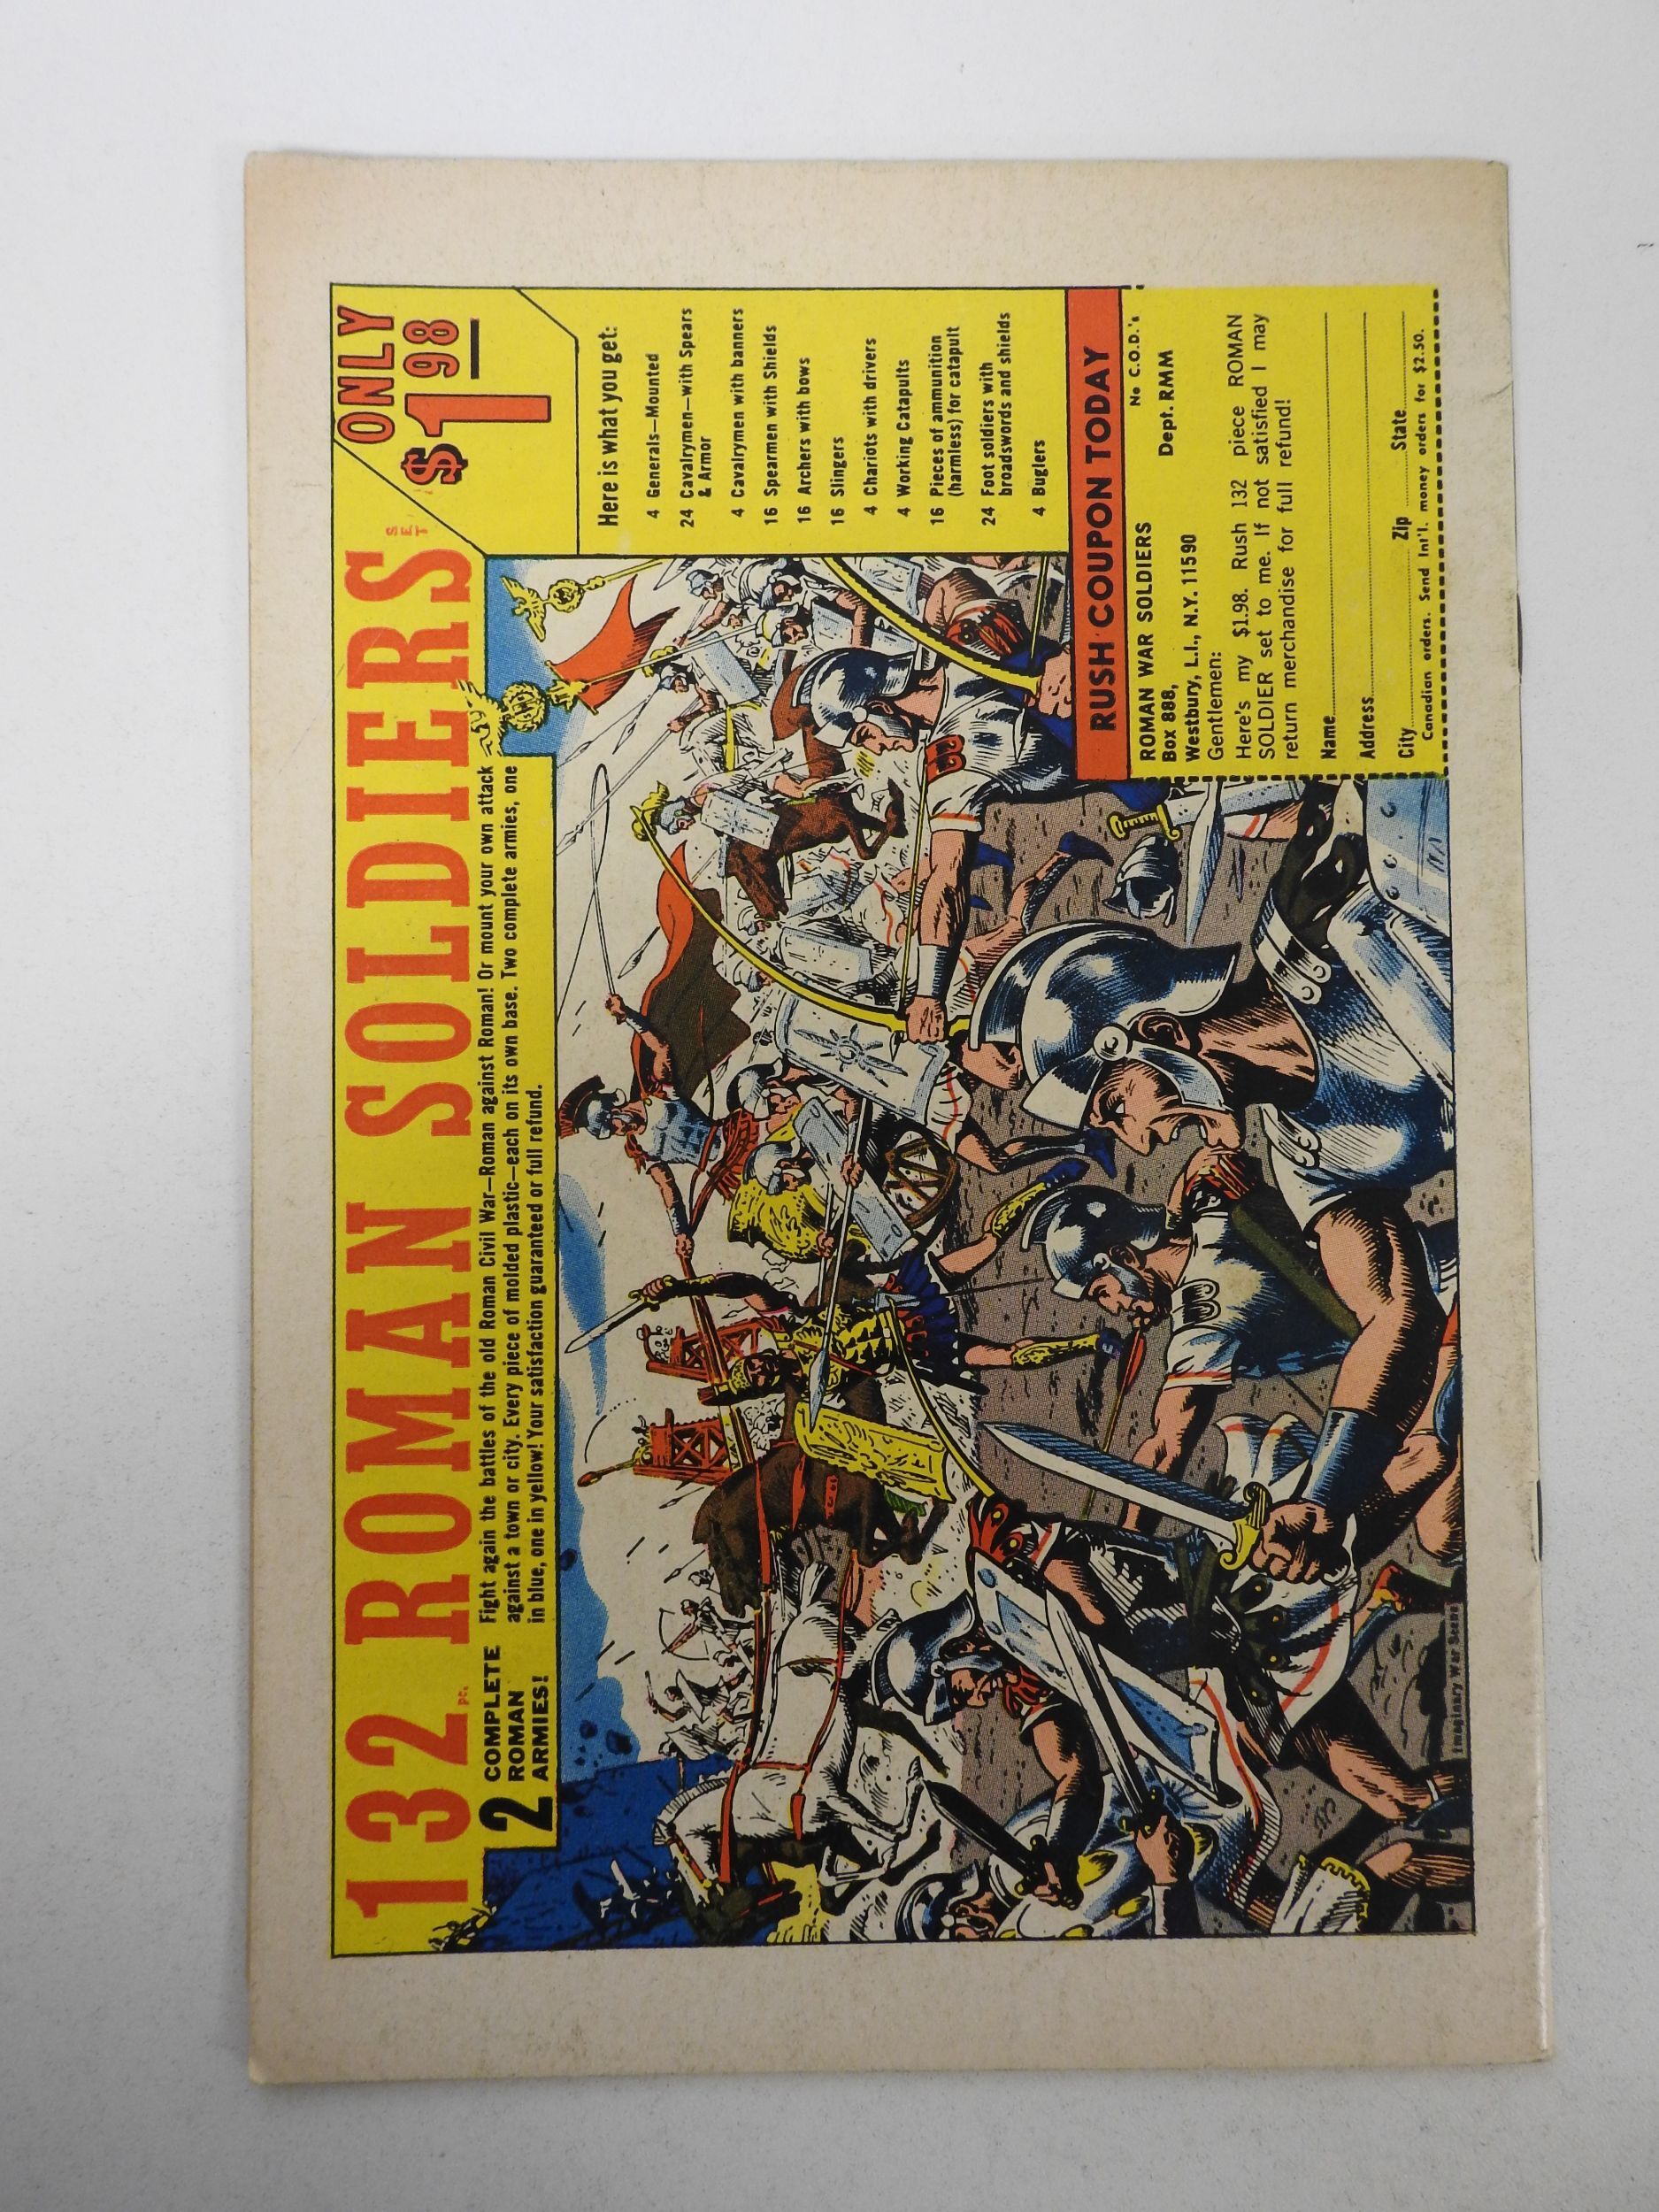 132 PC. ROMAN SOLDIERS SET
ONLY
$1 98
2 COMPLETE
ROMAN
ARMIES!
Fight again the battles of the old Roman Civil War—Roman against Roman! Or mount your own attack
against a town or city. Every piece of molded plastic—each on its own base. Two complete armies, one
in blue, one in yellow! Your satisfaction guaranteed or full refund.
Here is what you get:
4 Generals—Mounted
24 Cavalrymen—with Spears
& Armor
4 Cavalrymen with banners
16 Spearmen with Shields
16 Archers with bows
16 Slingers
4 Chariots with drivers
4 Working Catapults
16 Pieces of ammunition
(harmless) for catapult
24 Foot soldiers with
broadswords and shields
4 Buglers
RUSH COUPON TODAY
No C.O.D.'s
ROMAN WAR SOLDIERS
Box 888, Dept. RMM
Westbury, L.I., N.Y. 11590
Gentlemen:
Here's my $1.98. Rush 132 piece ROMAN
SOLDIER set to me. If not satisfied I may
return merchandise for full refund!
Name
Address
City Zip State
Canadian orders. Send Int'l. money orders for $2.50.
Imaginary War Scene